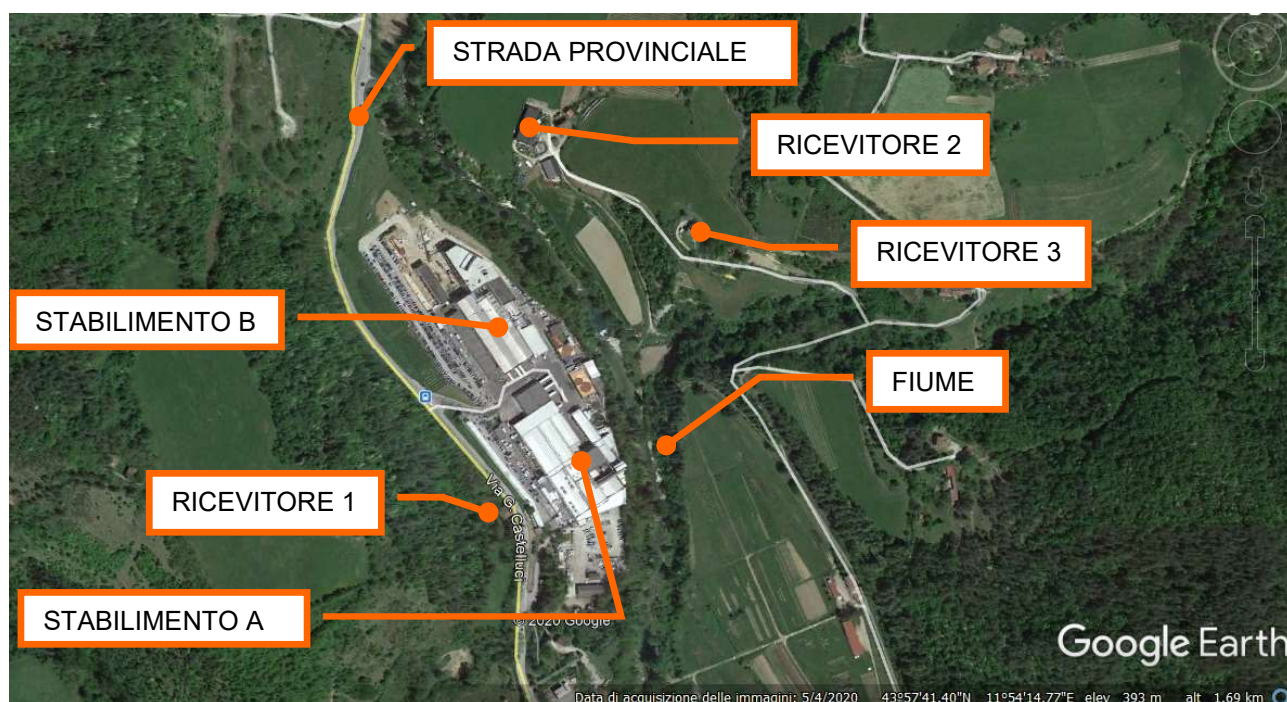 STRADA PROVINCIALE
RICEVITORE 2
RICEVITORE 3
STABILIMENTO B
FIUME
RICEVITORE 1
Via G. Castellucci
STABILIMENTO A
© 2020 Google
Google Earth
Data di acquisizione delle immagini: 5/4/2020 43°57'41.40"N 11°54'14.77"E elev 393 m alt 1.69 km